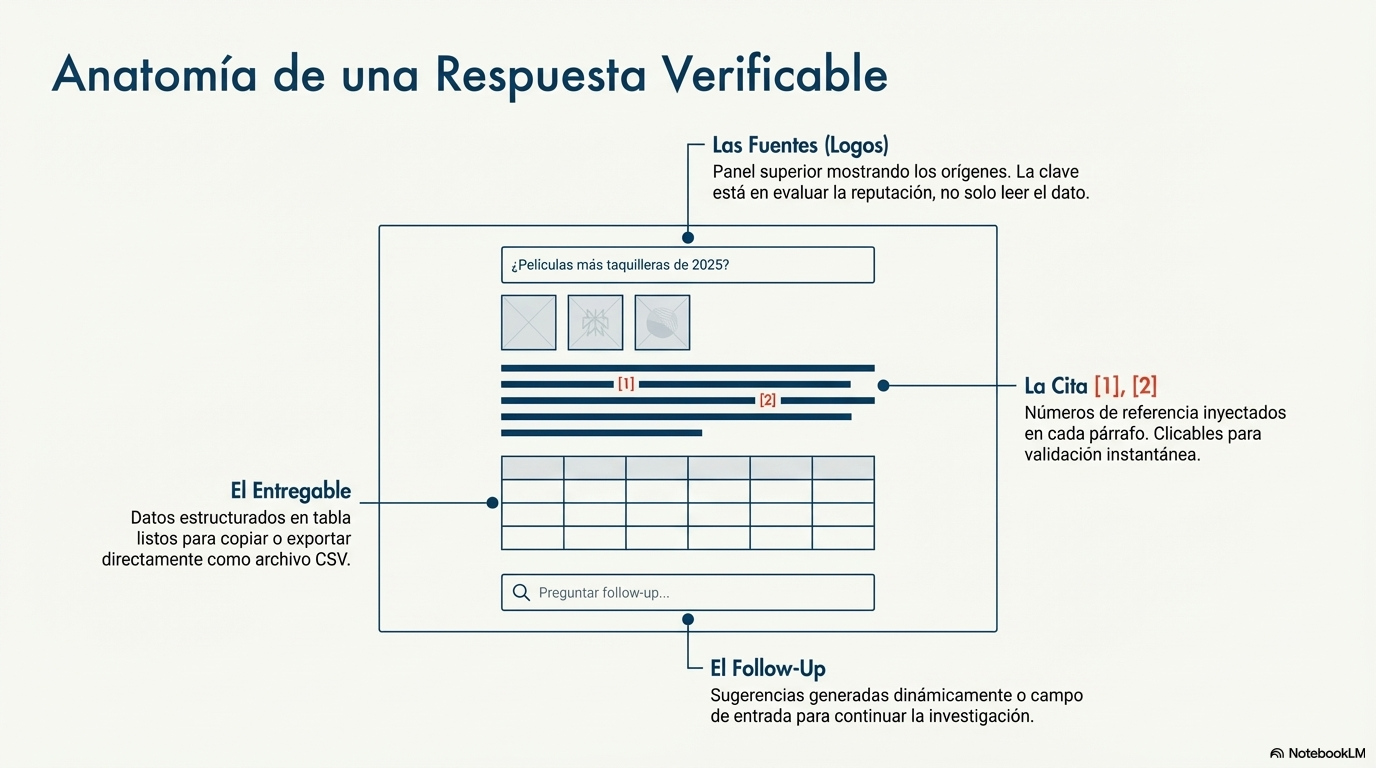 Anatomía de una Respuesta Verificable
Las Fuentes (Logos)
Panel superior mostrando los orígenes. La clave
está en evaluar la reputación, no solo leer el dato.
¿Películas más taquilleras de 2025?
[1]
[2]
La Cita [1], [2]
Números de referencia inyectados
en cada párrafo. Clicables para
validación instantánea.
El Entregable
Datos estructurados en tabla
listos para copiar o exportar
directamente como archivo CSV.
Preguntar follow-up...
El Follow-Up
Sugerencias generadas dinámicamente o campo
de entrada para continuar la investigación.
NotebookLM